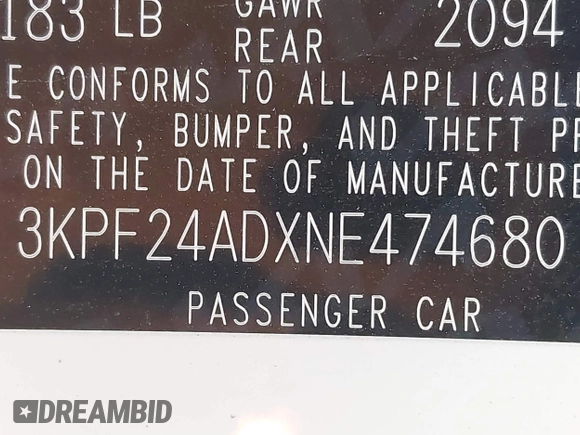 183 LB GAWR REAR 2094
E CONFORMS TO ALL APPLICABLE
SAFETY, BUMPER, AND THEFT PR
ON THE DATE OF MANUFACTURE
3KPF24ADXNE474680
PASSENGER CAR
DREAMBID